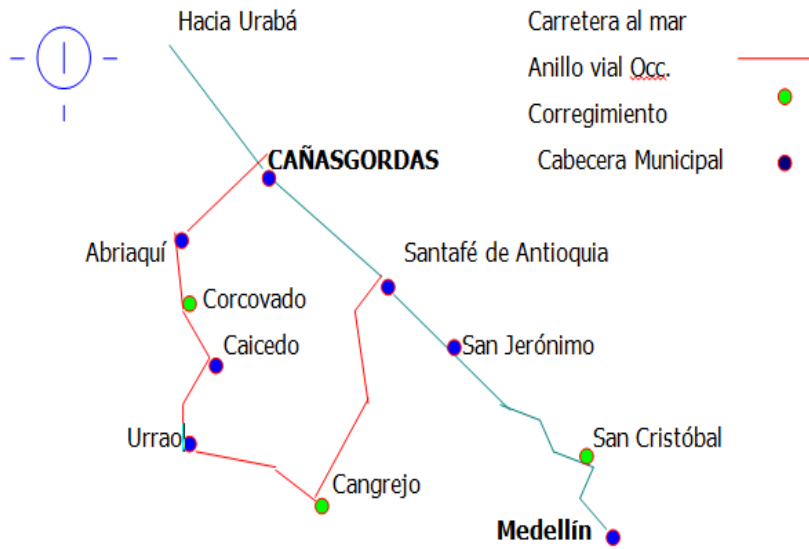 Hacia Urabá
Carretera al mar
Anillo vial Occ.
Corregimiento
Cabecera Municipal
CAÑASGORDAS
Abriaquí
Santafé de Antioquia
Corcovado
Caicedo
San Jerónimo
Urrao
San Cristóbal
Cangrejo
Medellín